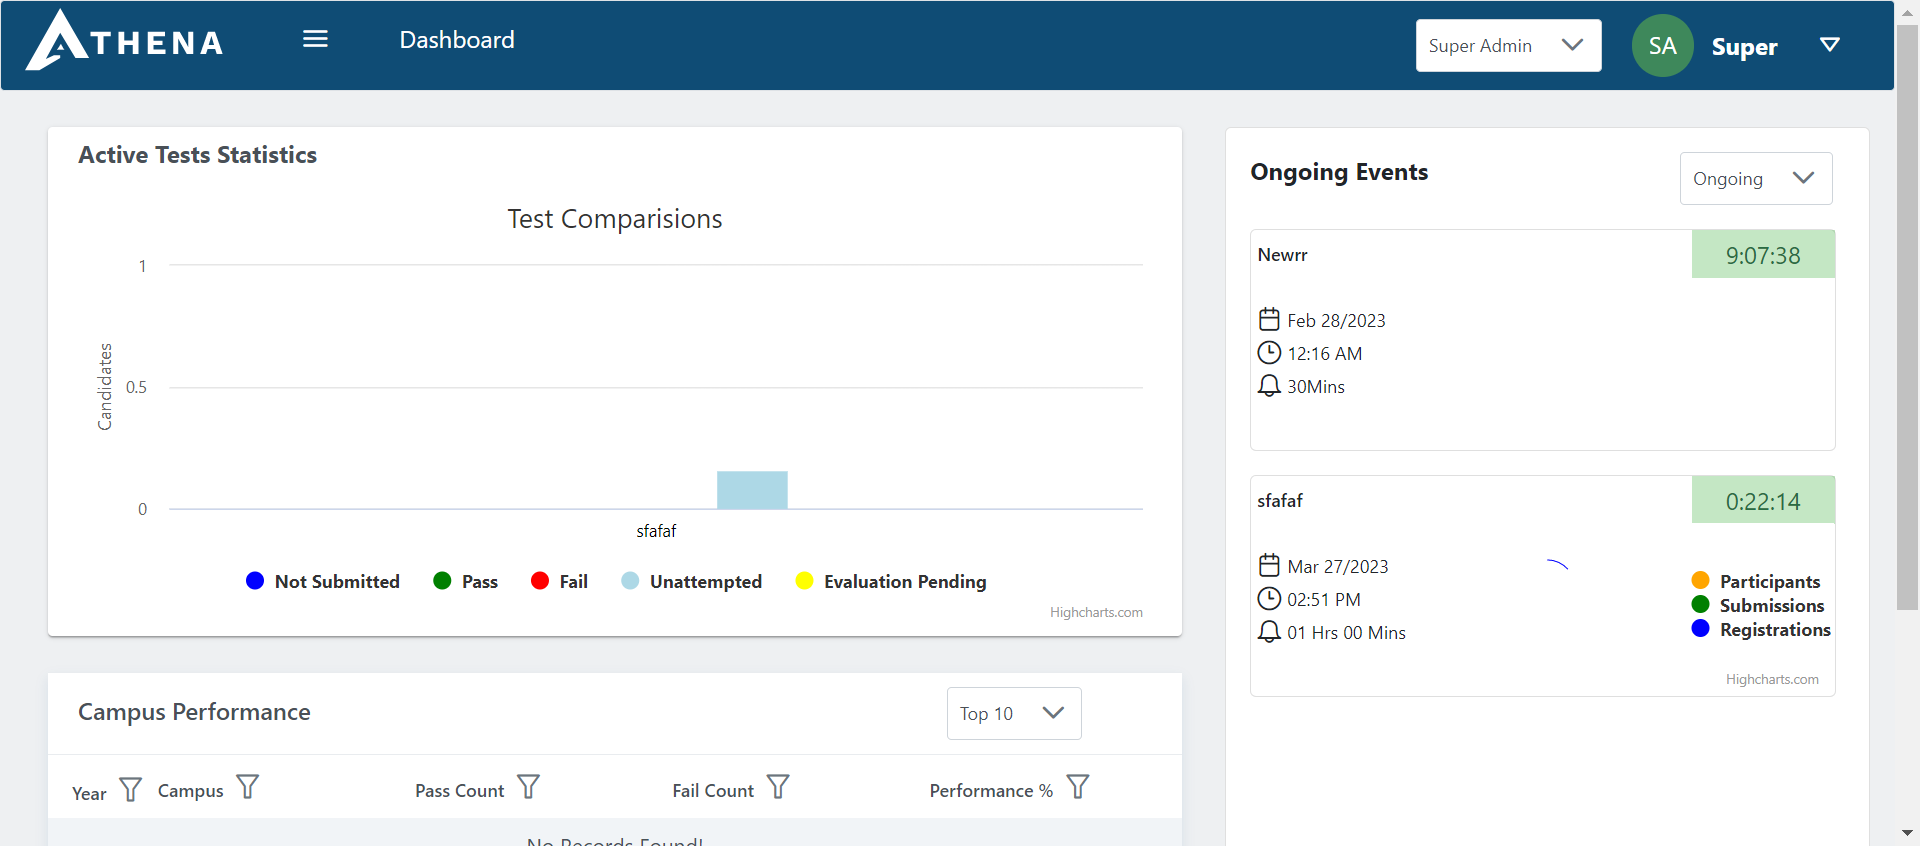 ATHENA
Dashboard
Super Admin
SA
Super
Active Tests Statistics
Test Comparisions
1
0.5
0
Candidates
sfafaf
Not Submitted
Pass
Fail
Unattempted
Evaluation Pending
Highcharts.com
Campus Performance
Top 10
Year
Campus
Pass Count
Fail Count
Performance %
No Records Found!
Ongoing Events
Ongoing
Newrr
9:07:38
Feb 28/2023
12:16 AM
30Mins
sfafaf
0:22:14
Mar 27/2023
02:51 PM
01 Hrs 00 Mins
Participants
Submissions
Registrations
Highcharts.com